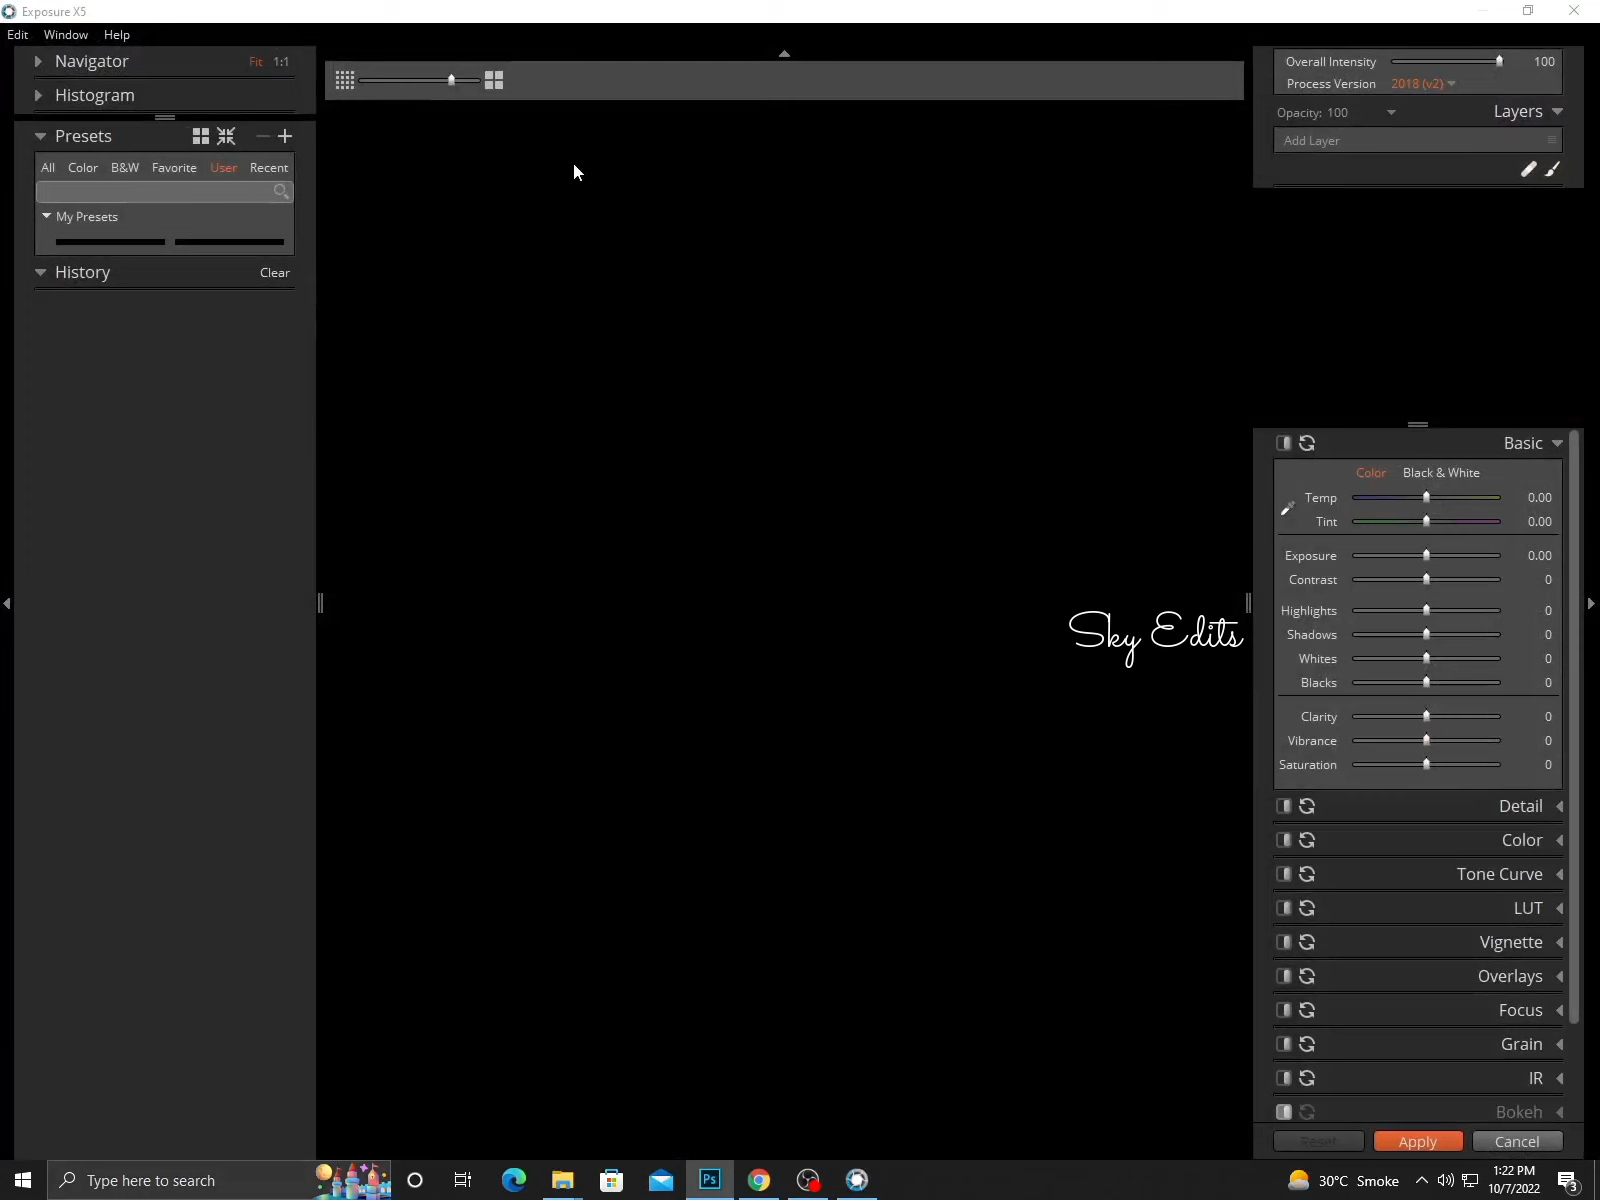 Exposure X5
Edit Window Help
Navigator Fit 1:1
Histogram
Presets
All Color B&W Favorite User Recent
My Presets
History Clear
Overall Intensity 100
Process Version 2018 (v2)
Opacity: 100 Layers
Add Layer
Basic
Color Black & White
Temp 0.00
Tint 0.00
Exposure 0.00
Contrast 0
Highlights 0
Shadows 0
Whites 0
Blacks 0
Clarity 0
Vibrance 0
Saturation 0
Sky Edits
Detail
Color
Tone Curve
LUT
Vignette
Overlays
Focus
Grain
IR
Bokeh
Reset Apply Cancel
Type here to search
Ps
30°C Smoke
1:22 PM
10/7/2022
3